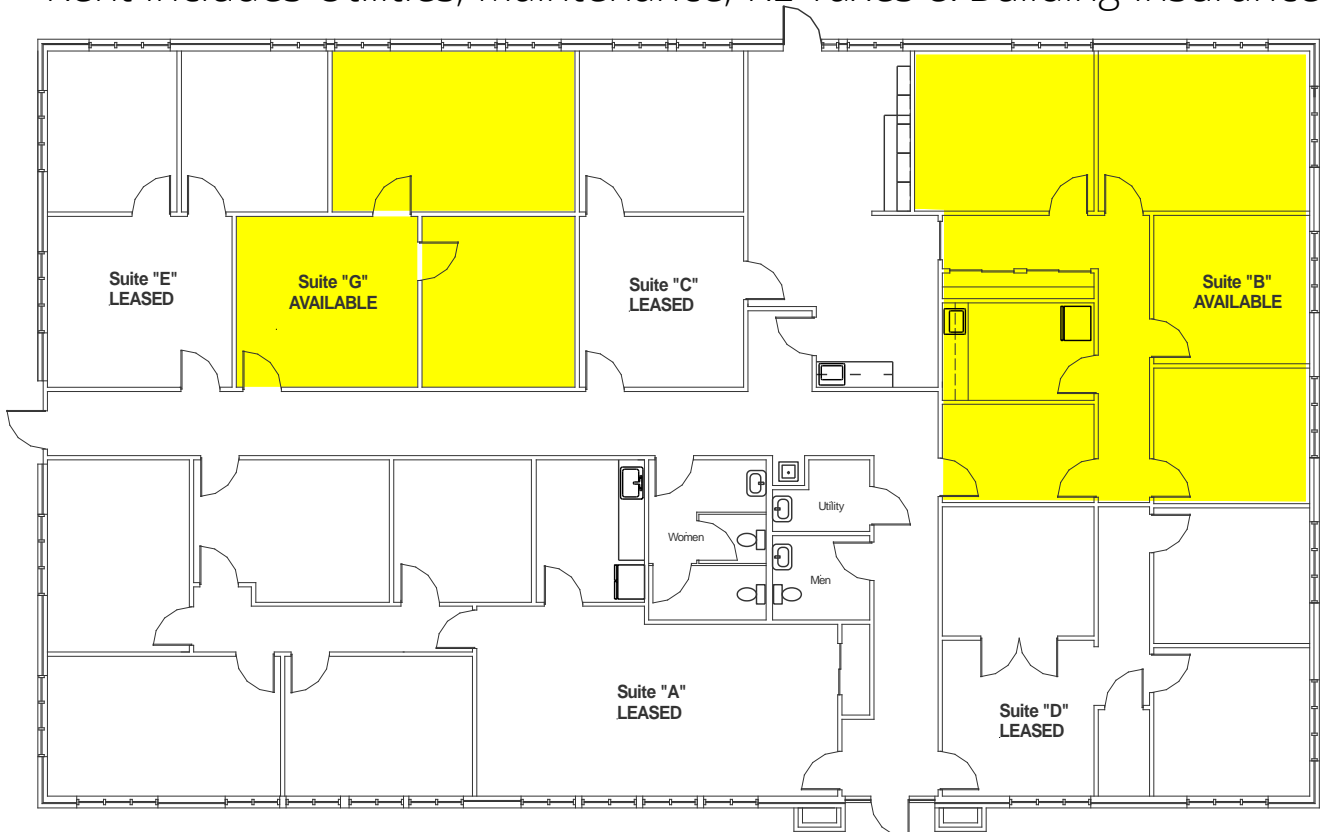 Rent Includes Utilities, Maintenance, RE Taxes & Building Insurance
Suite "E"
LEASED
Suite "G"
AVAILABLE
Suite "C"
LEASED
Suite "B"
AVAILABLE
Women
Utility
Men
Suite "A"
LEASED
Suite "D"
LEASED